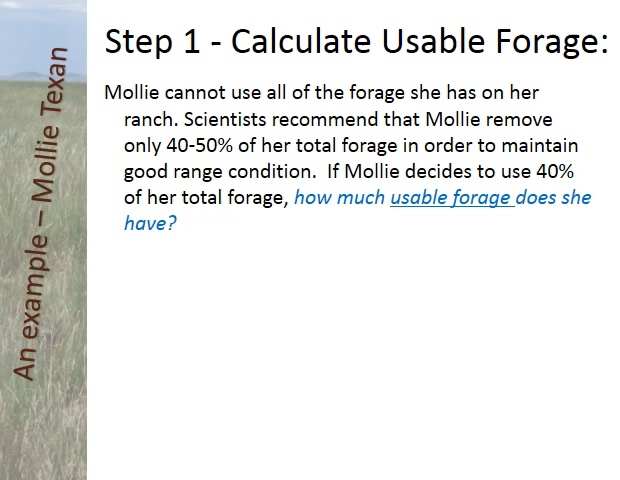 Step 1 - Calculate Usable Forage:
An example – Mollie Texan
Mollie cannot use all of the forage she has on her
ranch. Scientists recommend that Mollie remove
only 40-50% of her total forage in order to maintain
good range condition.  If Mollie decides to use 40%
of her total forage, how much usable forage does she
have?